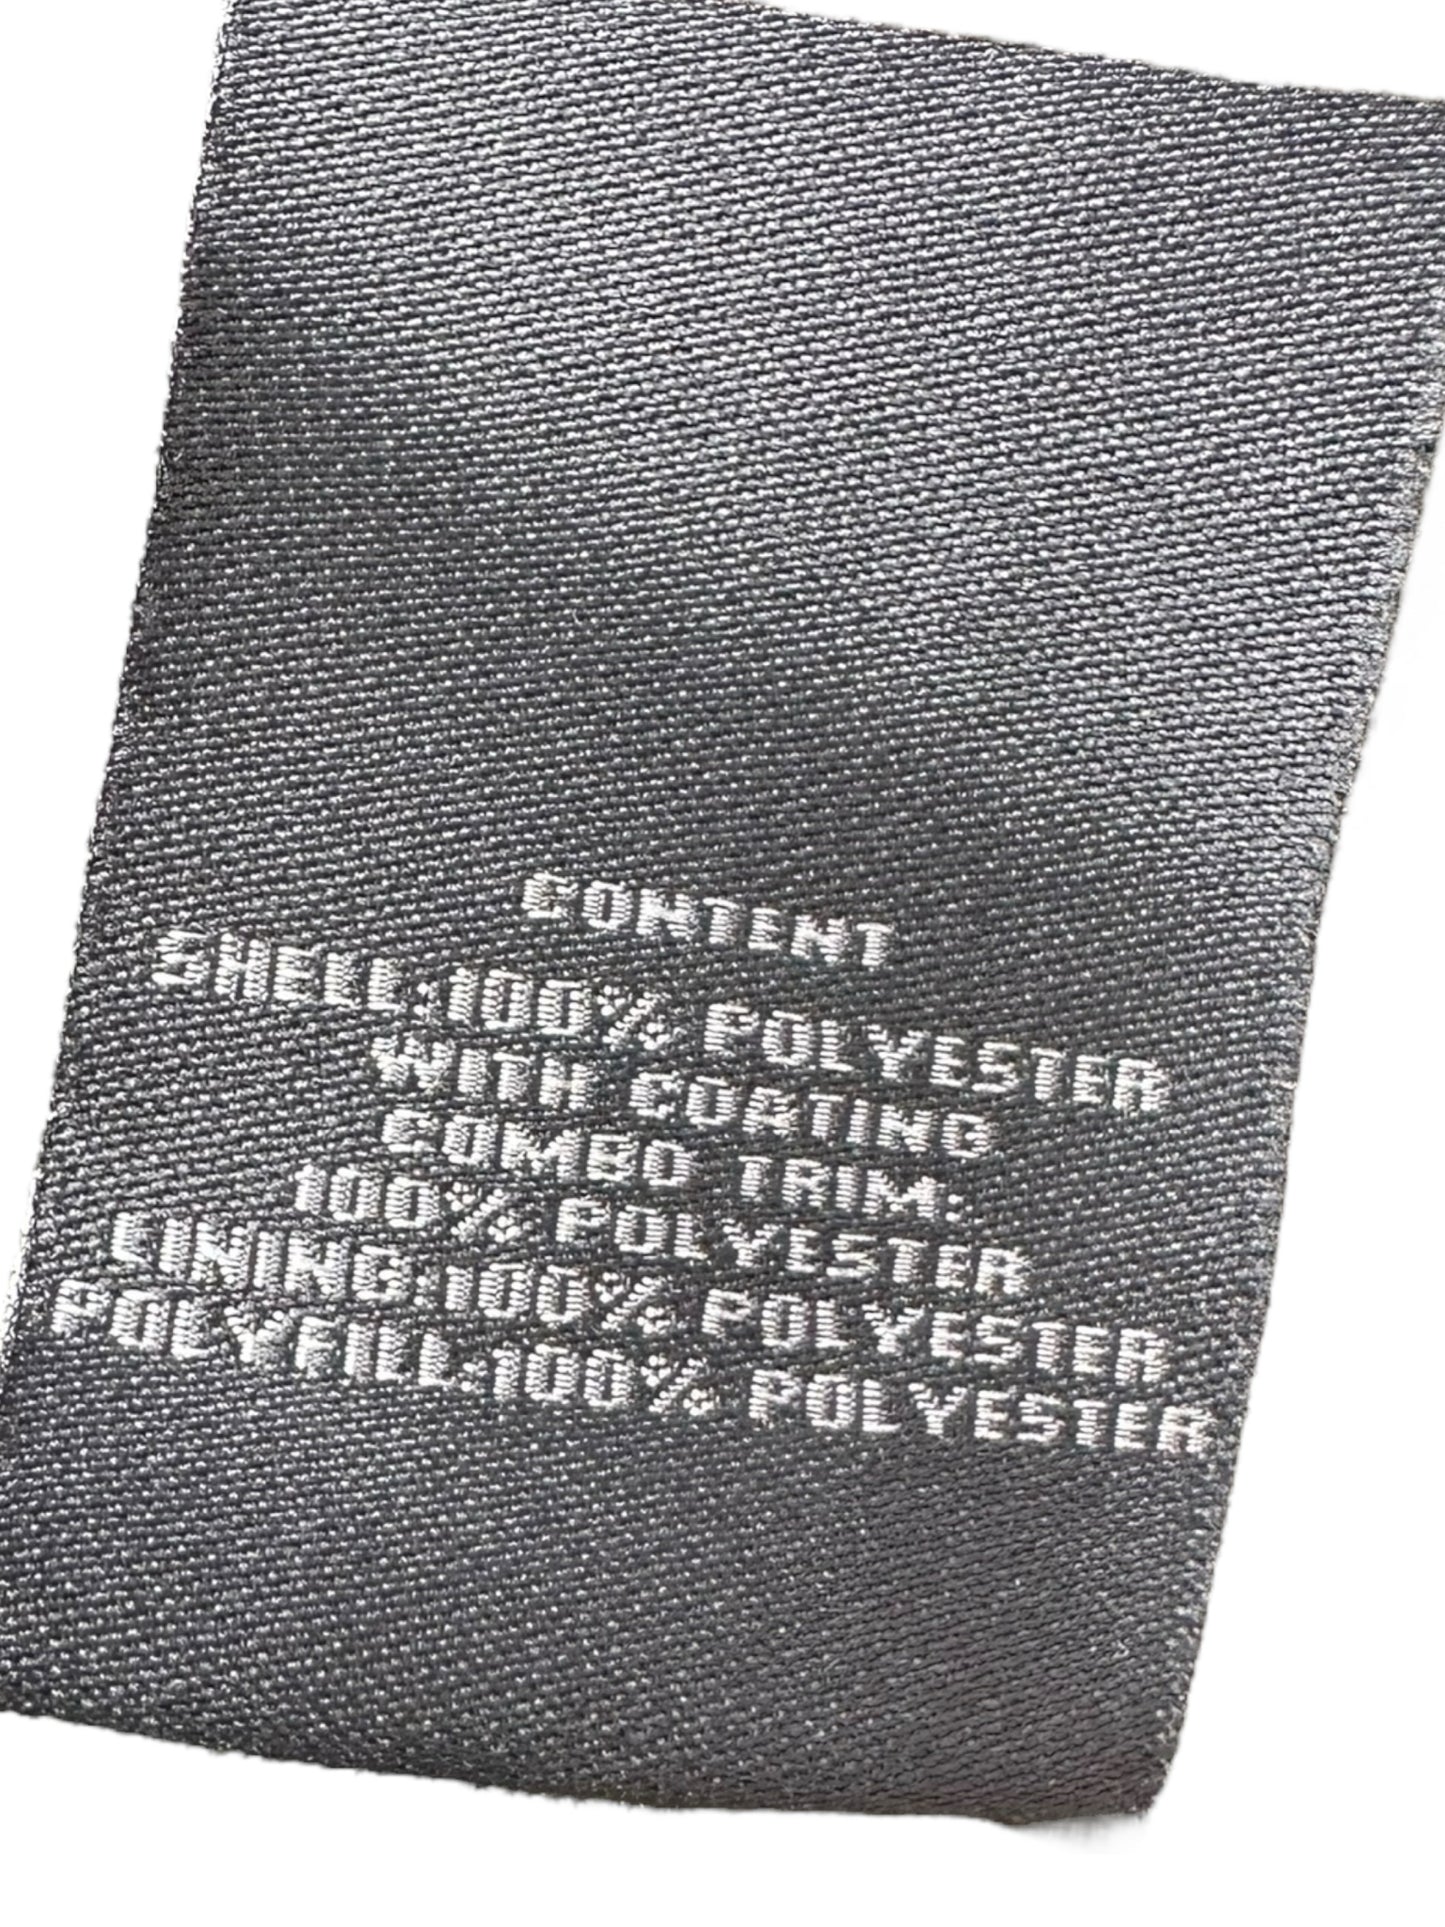 CONTENT
SHELL:100% POLYESTER
WITH COATING
COMBO TRIM:
100% POLYESTER
LINING:100% POLYESTER
POLYFILL:100% POLYESTER